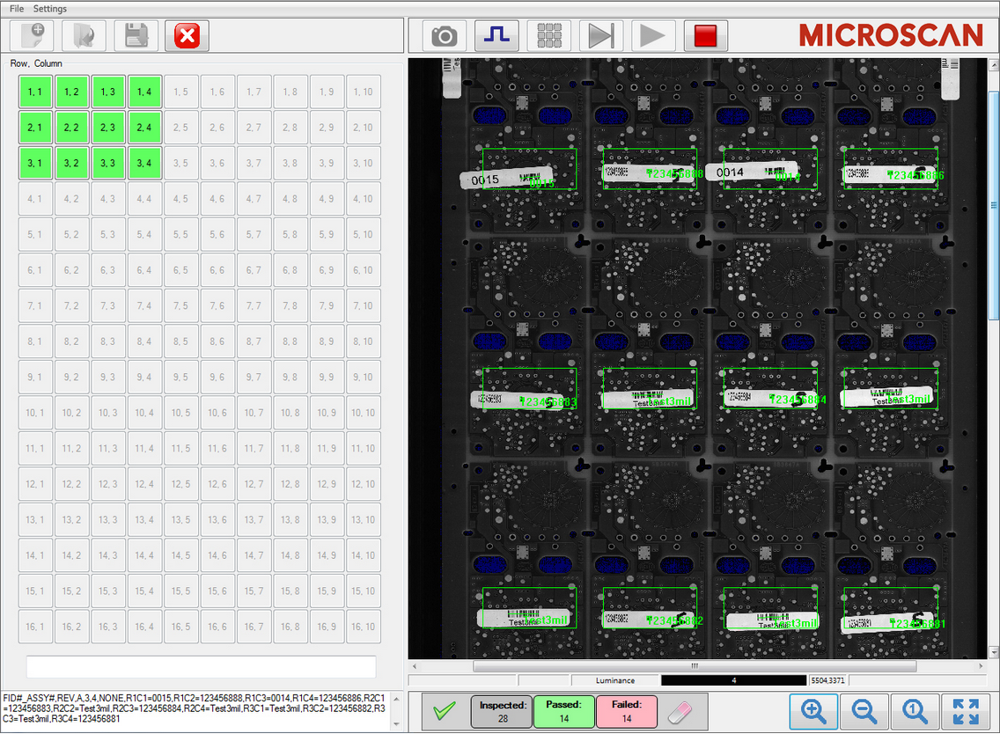 File Settings
MICROSCAN
Row, Column
1, 1 1, 2 1, 3 1, 4 1, 5 1, 6 1, 7 1, 8 1, 9 1, 10
2, 1 2, 2 2, 3 2, 4 2, 5 2, 6 2, 7 2, 8 2, 9 2, 10
3, 1 3, 2 3, 3 3, 4 3, 5 3, 6 3, 7 3, 8 3, 9 3, 10
4, 1 4, 2 4, 3 4, 4 4, 5 4, 6 4, 7 4, 8 4, 9 4, 10
5, 1 5, 2 5, 3 5, 4 5, 5 5, 6 5, 7 5, 8 5, 9 5, 10
6, 1 6, 2 6, 3 6, 4 6, 5 6, 6 6, 7 6, 8 6, 9 6, 10
7, 1 7, 2 7, 3 7, 4 7, 5 7, 6 7, 7 7, 8 7, 9 7, 10
8, 1 8, 2 8, 3 8, 4 8, 5 8, 6 8, 7 8, 8 8, 9 8, 10
9, 1 9, 2 9, 3 9, 4 9, 5 9, 6 9, 7 9, 8 9, 9 9, 10
10, 1 10, 2 10, 3 10, 4 10, 5 10, 6 10, 7 10, 8 10, 9 10, 10
11, 1 11, 2 11, 3 11, 4 11, 5 11, 6 11, 7 11, 8 11, 9 11, 10
12, 1 12, 2 12, 3 12, 4 12, 5 12, 6 12, 7 12, 8 12, 9 12, 10
13, 1 13, 2 13, 3 13, 4 13, 5 13, 6 13, 7 13, 8 13, 9 13, 10
14, 1 14, 2 14, 3 14, 4 14, 5 14, 6 14, 7 14, 8 14, 9 14, 10
15, 1 15, 2 15, 3 15, 4 15, 5 15, 6 15, 7 15, 8 15, 9 15, 10
16, 1 16, 2 16, 3 16, 4 16, 5 16, 6 16, 7 16, 8 16, 9 16, 10
FID#_ASSY#,REV,A,3,4,NONE,R1C1=0015,R1C2=123456888,R1C3=0014,R1C4=123456886,R2C1
=123456883,R2C2=Test3mil,R2C3=123456884,R2C4=Test3mil,R3C1=Test3mil,R3C2=123456882,R3
C3=Test3mil,R3C4=123456881
0015 0015 123456888 0014 0014 123456886
123456883 Test3mil 123456884 Test3mil
Test3mil 123456882 Test3mil 123456881
Luminance 4 5504,3371
Inspected: Passed: Failed:
28 14 14
1